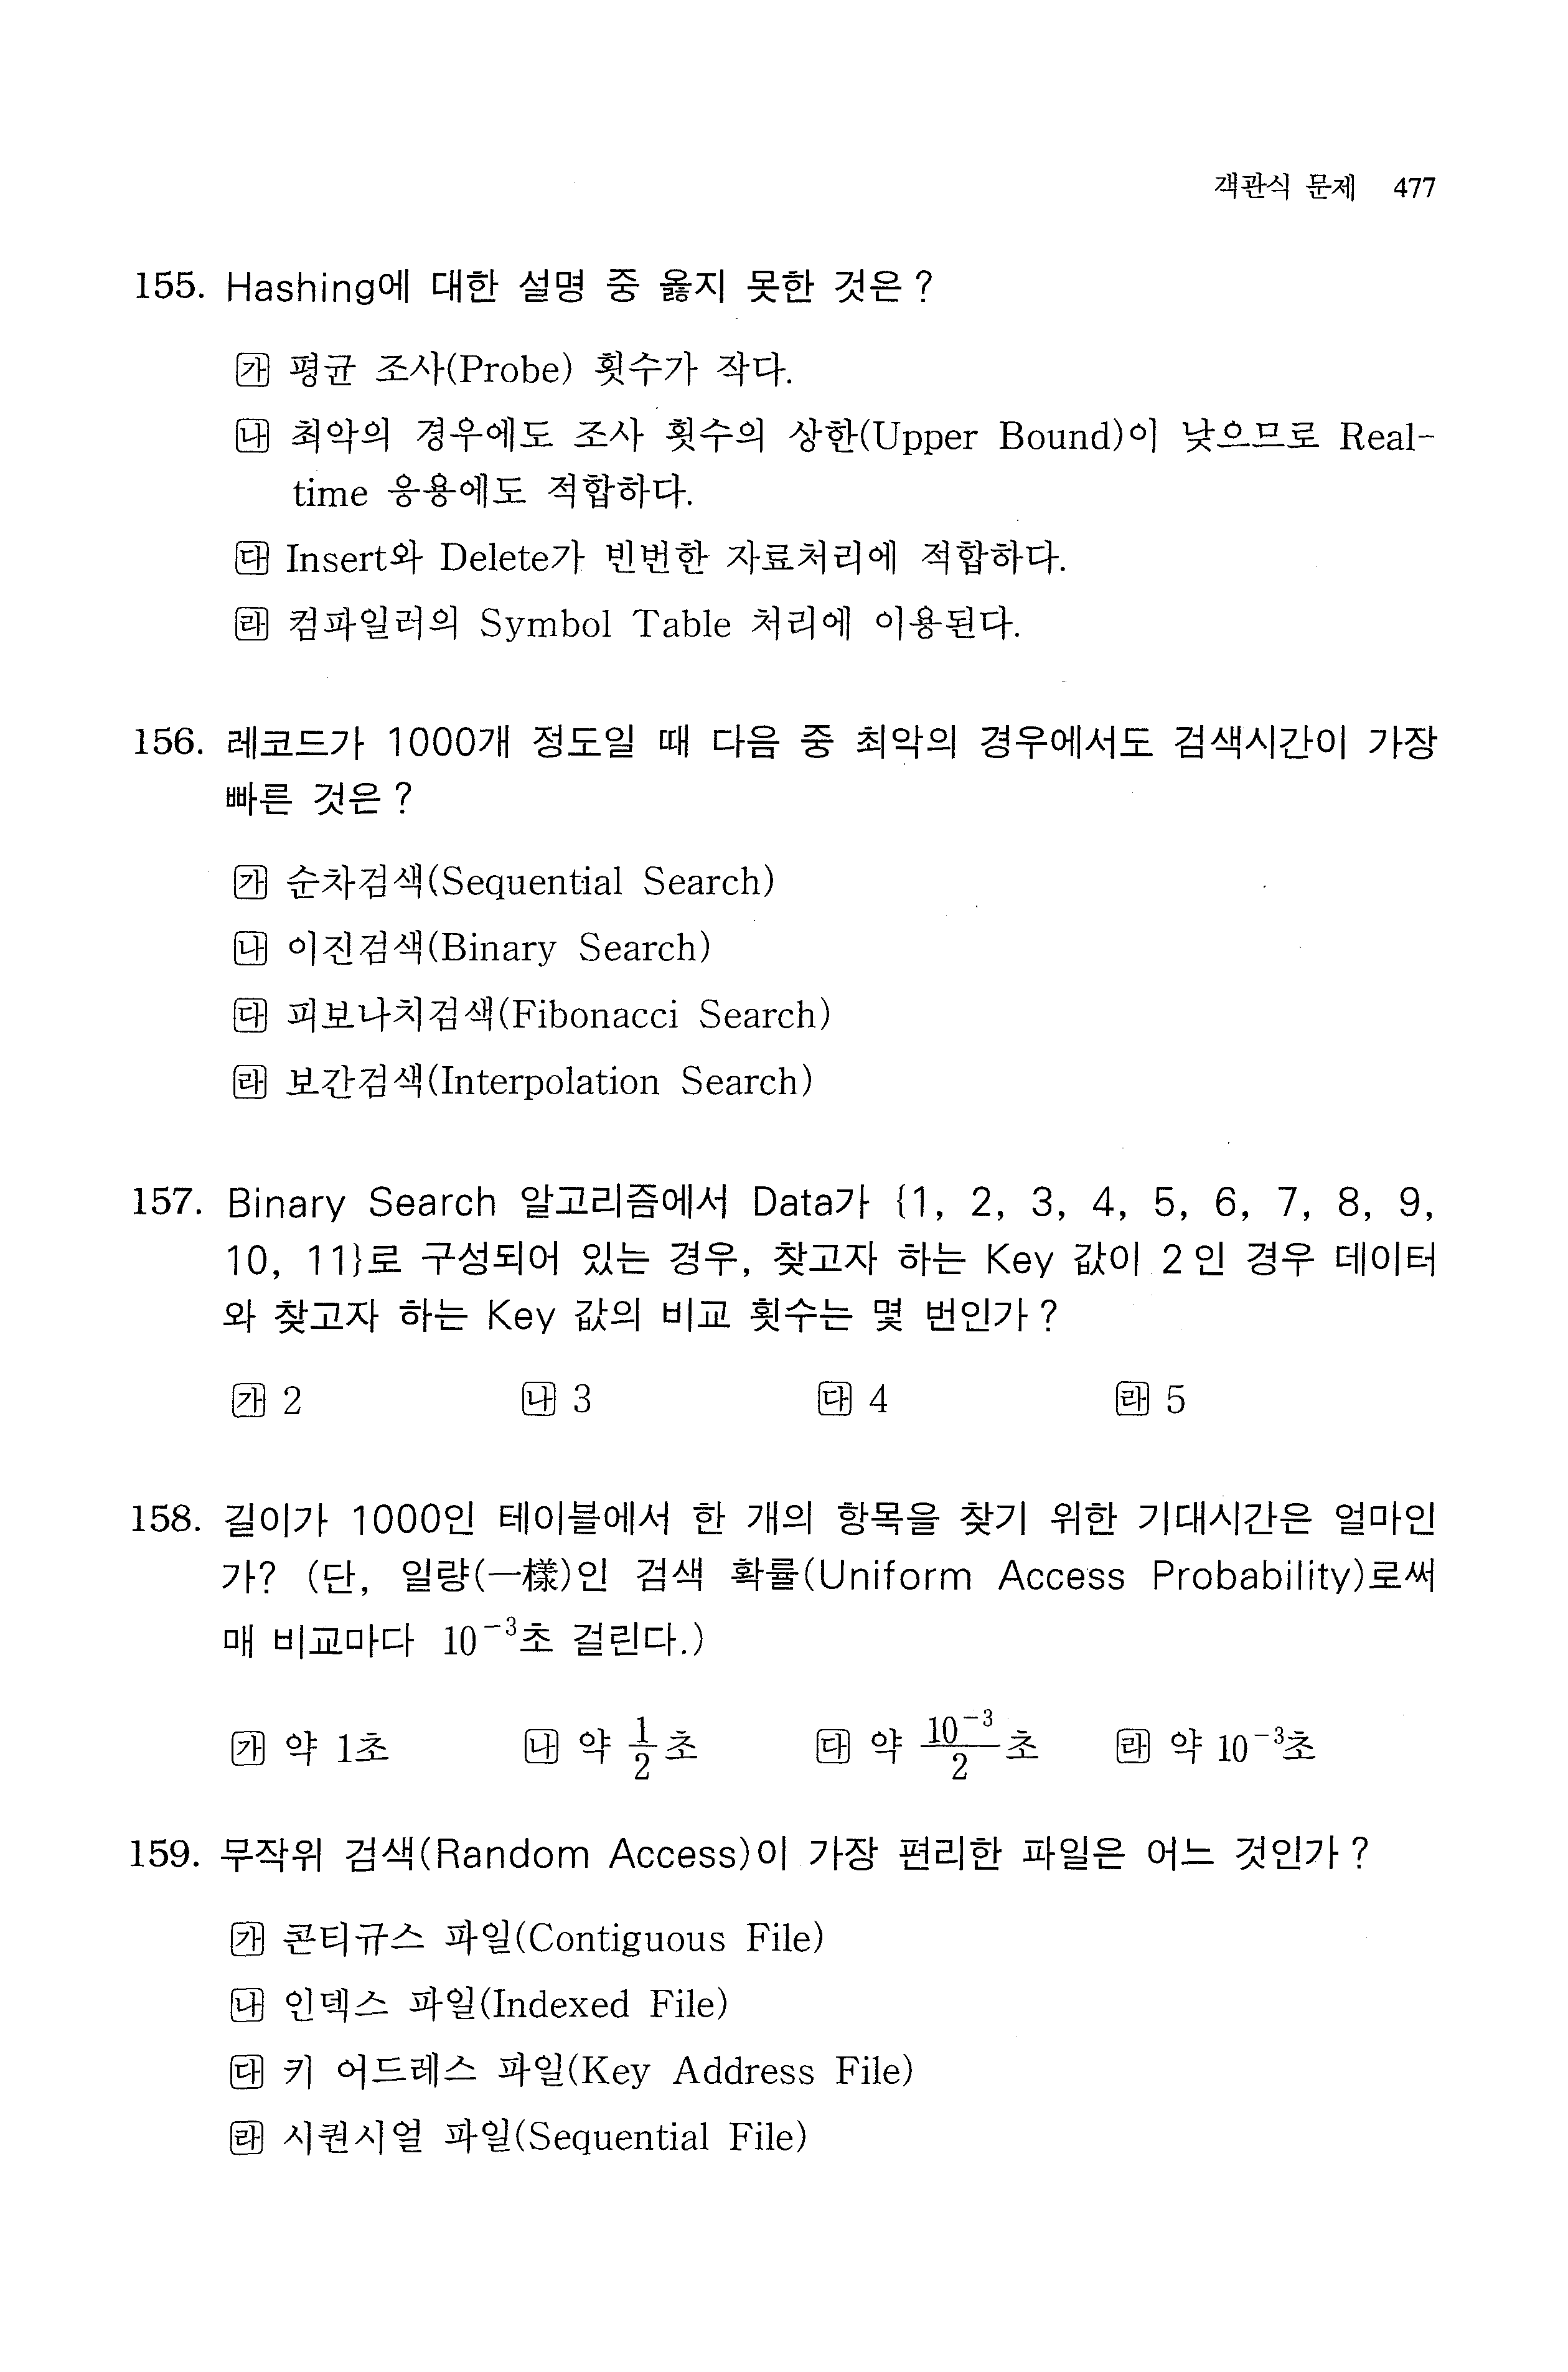 객관식 문제 477
155. Hashing에 대한 설명 중 옳지 못한 것은?
㉮ 평균 조사(Probe) 횟수가 작다.
㉯ 최악의 경우에도 조사 횟수의 상한(Upper Bound)이 낮으므로 Real-
time 응용에도 적합하다.
㉰ Insert와 Delete가 빈번한 자료처리에 적합하다.
㉱ 컴파일러의 Symbol Table 처리에 이용된다.
156. 레코드가 1000개 정도일 때 다음 중 최악의 경우에서도 검색시간이 가장
빠른 것은?
㉮ 순차검색(Sequential Search)
㉯ 이진검색(Binary Search)
㉰ 피보나치검색(Fibonacci Search)
㉱ 보간검색(Interpolation Search)
157. Binary Search 알고리즘에서 Data가 {1, 2, 3, 4, 5, 6, 7, 8, 9,
10, 11}로 구성되어 있는 경우, 찾고자 하는 Key 값이 2인 경우 데이터
와 찾고자 하는 Key 값의 비교 횟수는 몇 번인가?
㉮ 2 ㉯ 3 ㉰ 4 ㉱ 5
158. 길이가 1000인 테이블에서 한 개의 항목을 찾기 위한 기대시간은 얼마인
가? (단, 일량(一樣)인 검색 확률(Uniform Access Probability)로써
매 비교마다 10⁻³초 걸린다.)
㉮ 약 1초 ㉯ 약 1/2초 ㉰ 약 10⁻³/2초 ㉱ 약 10⁻³초
159. 무작위 검색(Random Access)이 가장 편리한 파일은 어느 것인가?
㉮ 콘티규스 파일(Contiguous File)
㉯ 인덱스 파일(Indexed File)
㉰ 키 어드레스 파일(Key Address File)
㉱ 시퀀시얼 파일(Sequential File)